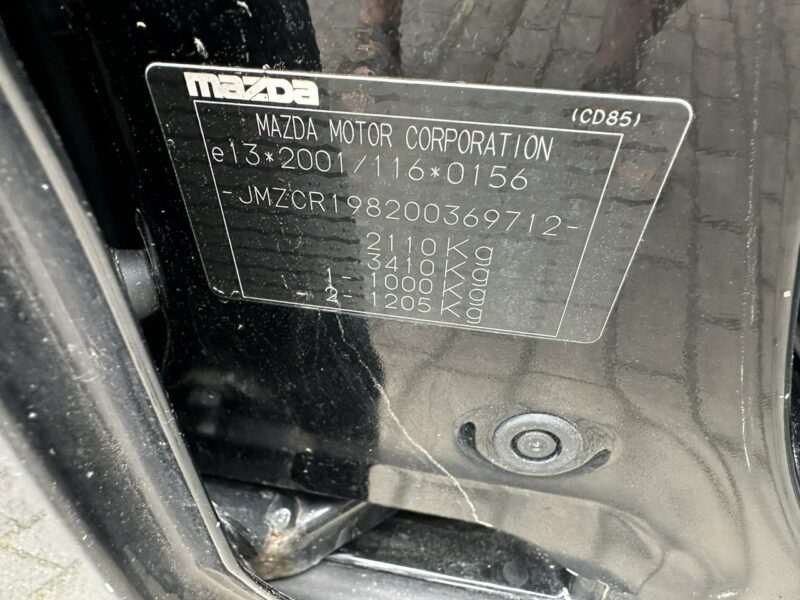 mazda
(CD85)
MAZDA MOTOR CORPORATION
e13*2001/116*0156
-JMZCR198200369712-
2110Kg
3410Kg
1- 1000Kg
2- 1205Kg